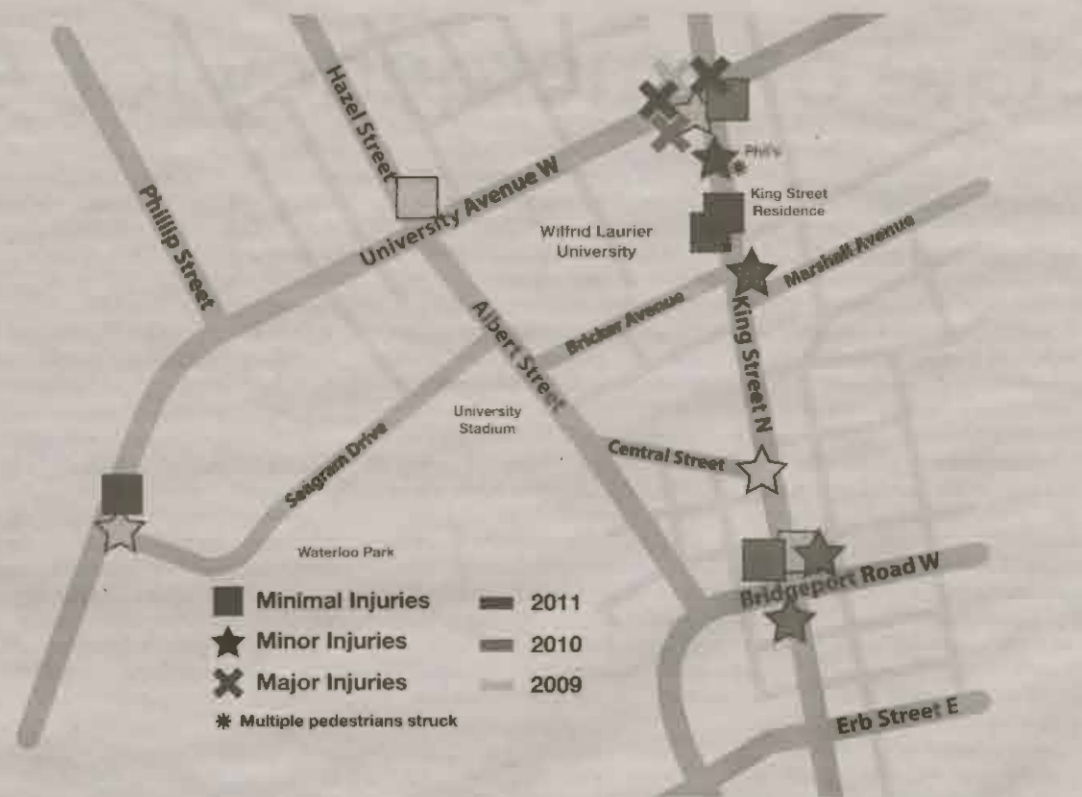 Hazel Street
Phillip Street
University Avenue W
Phil's
King Street
Residence
Wilfrid Laurier
University
Marshall Avenue
Bricker Avenue
Albert Street
King Street N
University
Stadium
Seagram Drive
Central Street
Waterloo Park
Bridgeport Road W
Minimal Injuries
2011
Minor Injuries
2010
Major Injuries
2009
Multiple pedestrians struck
Erb Street E